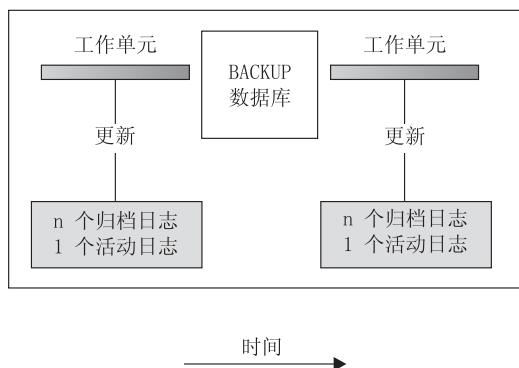 工作单元
BACKUP
数据库
工作单元
更新
更新
n 个归档日志
1 个活动日志
n 个归档日志
1 个活动日志
时间